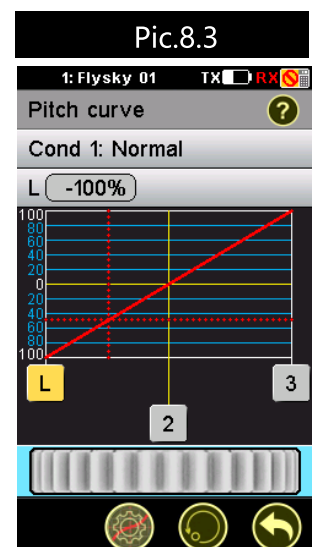 Pic.8.3
1: Flysky 01 TX RX
Pitch curve ?
Cond 1: Normal
L -100%
100
80
60
40
20
0
20
40
60
80
100
L 3
2